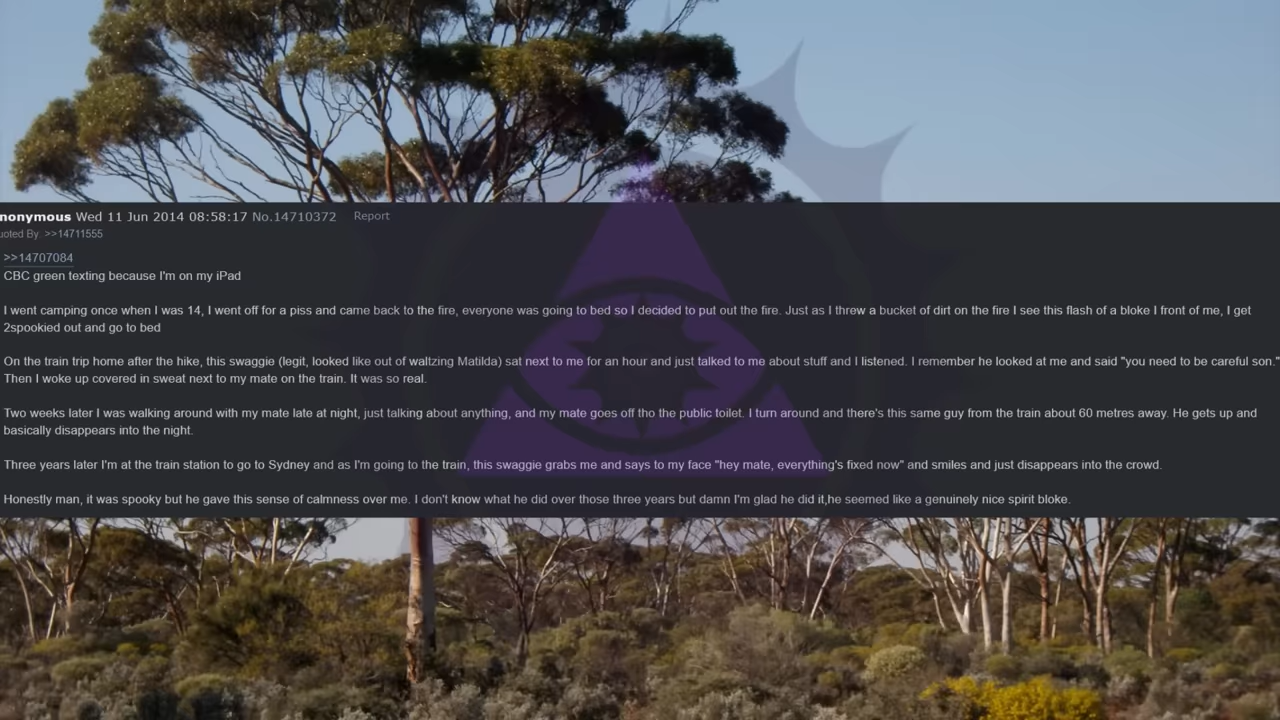 nonymous Wed 11 Jun 2014 08:58:17 No.14710372 Report
uoted By: >>14711555
>>14707084
CBC green texting because I'm on my iPad
I went camping once when I was 14, I went off for a piss and came back to the fire, everyone was going to bed so I decided to put out the fire. Just as I threw a bucket of dirt on the fire I see this flash of a bloke I front of me, I get
2spookied out and go to bed
On the train trip home after the hike, this swaggie (legit, looked like out of waltzing Matilda) sat next to me for an hour and just talked to me about stuff and I listened. I remember he looked at me and said "you need to be careful son."
Then I woke up covered in sweat next to my mate on the train. It was so real.
Two weeks later I was walking around with my mate late at night, just talking about anything, and my mate goes off tho the public toilet. I turn around and there's this same guy from the train about 60 metres away. He gets up and
basically disappears into the night.
Three years later I'm at the train station to go to Sydney and as I'm going to the train, this swaggie grabs me and says to my face "hey mate, everything's fixed now" and smiles and just disappears into the crowd.
Honestly man, it was spooky but he gave this sense of calmness over me. I don't know what he did over those three years but damn I'm glad he did it,he seemed like a genuinely nice spirit bloke.